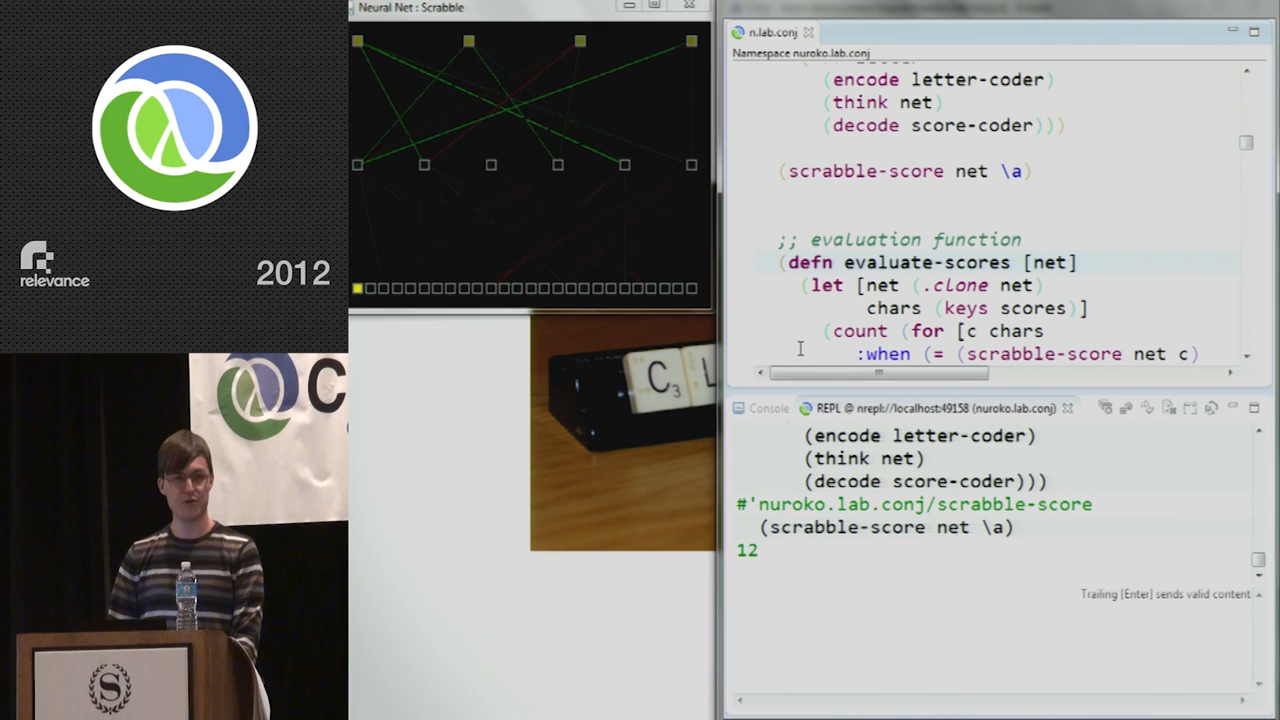 relevance
2012
C
S
Neural Net : Scrabble
C3
L
n.lab.conj
Namespace nuroko.lab.conj
(encode letter-coder)
(think net)
(decode score-coder)))
(scrabble-score net \a)
;; evaluation function
(defn evaluate-scores [net]
(let [net (.clone net)
chars (keys scores)]
(count (for [c chars
:when (= (scrabble-score net c)
Console
REPL @ nrepl://localhost:49158 (nuroko.lab.conj)
(encode letter-coder)
(think net)
(decode score-coder)))
#'nuroko.lab.conj/scrabble-score
(scrabble-score net \a)
12
Trailing [Enter] sends valid content